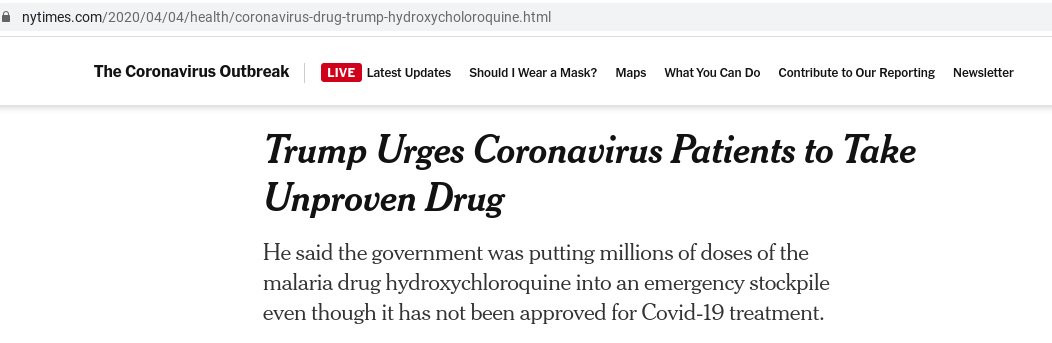 nytimes.com/2020/04/04/health/coronavirus-drug-trump-hydroxycholoroquine.html
The Coronavirus Outbreak LIVE Latest Updates Should I Wear a Mask? Maps What You Can Do Contribute to Our Reporting Newsletter
Trump Urges Coronavirus Patients to Take
Unproven Drug
He said the government was putting millions of doses of the
malaria drug hydroxychloroquine into an emergency stockpile
even though it has not been approved for Covid-19 treatment.